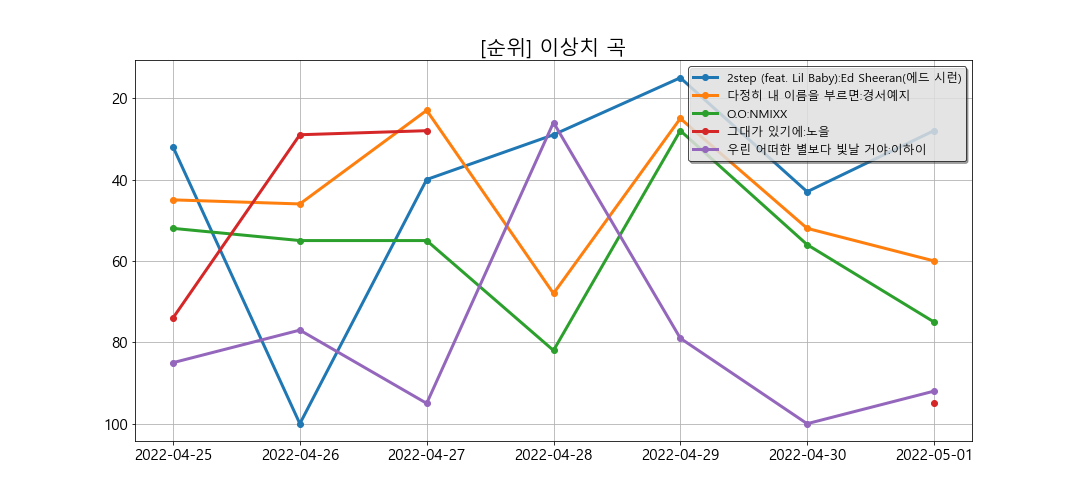 [순위] 이상치 곡
2step (feat. Lil Baby):Ed Sheeran(에드 시런)
다정히 내 이름을 부르면:경서예지
O.O:NMIXX
그대가 있기에:노을
우린 어떠한 별보다 빛날 거야:이하이
20
40
60
80
100
2022-04-25 2022-04-26 2022-04-27 2022-04-28 2022-04-29 2022-04-30 2022-05-01